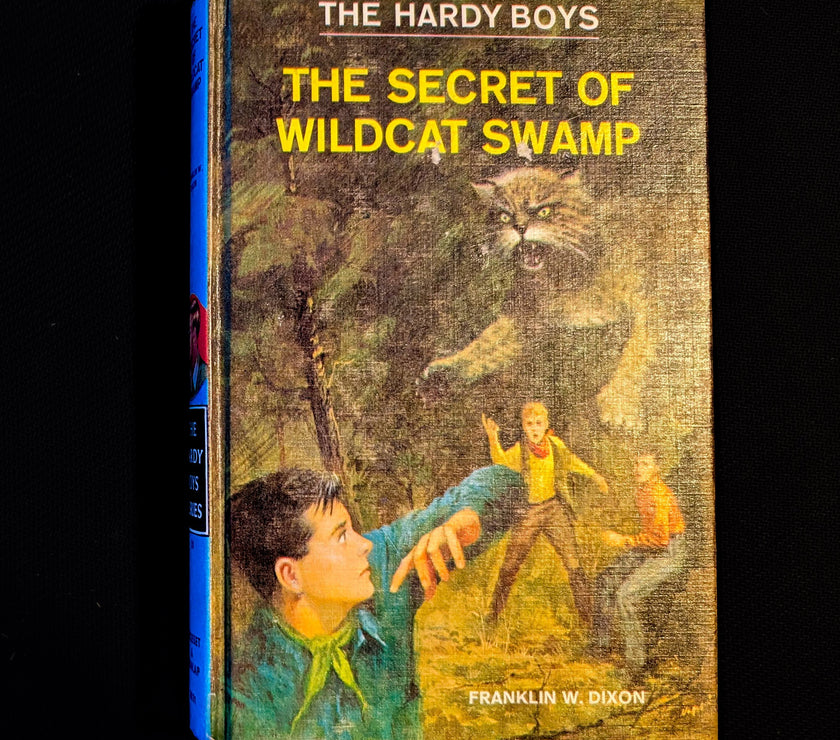 THE HARDY BOYS
THE SECRET OF
WILDCAT SWAMP
FRANKLIN W. DIXON